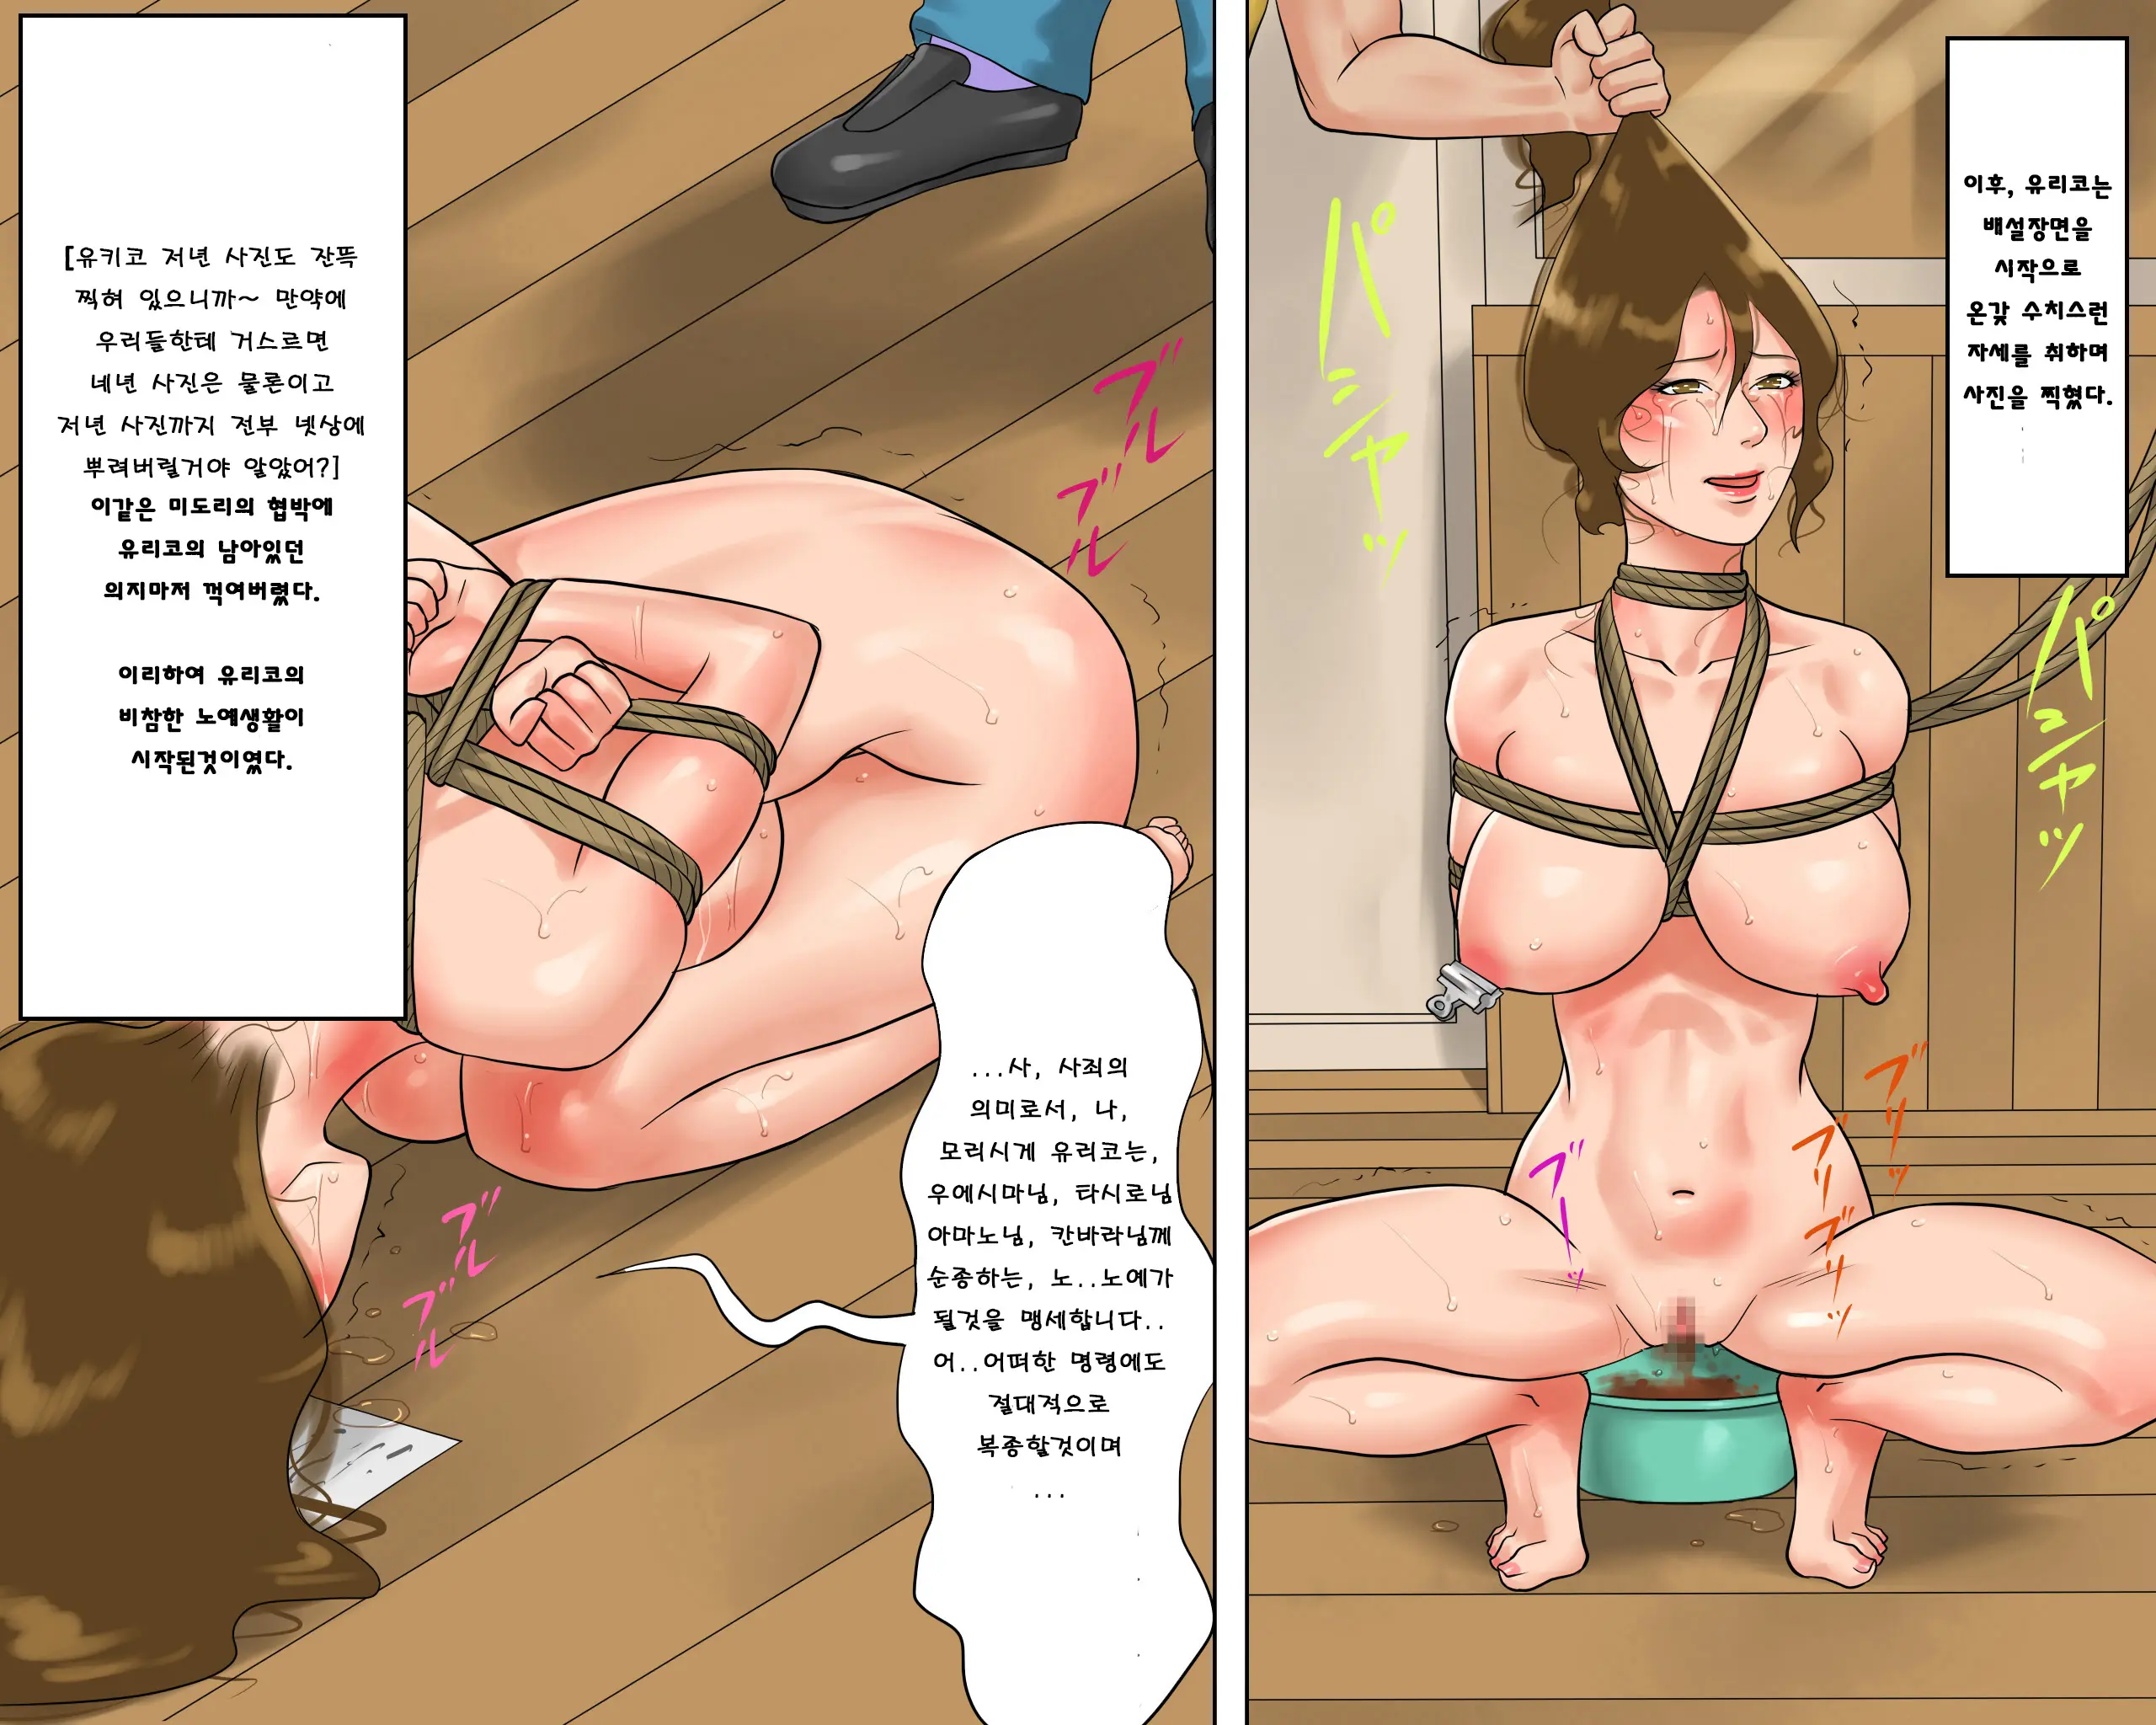 이후, 유리코는
배설장면을
시작으로
온갖 수치스런
자세를 취하며
사진을 찍혔다.
パシャッ
パシャッ
ブーッ
ブリッ
ブリッ
ブリッ
[유키코 저년 사진도 잔뜩
찍혀 있으니까~ 만약에
우리들한테 거스르면
네년 사진은 물론이고
저년 사진까지 전부 넷상에
뿌려버릴거야 알았어?]
이같은 미도리의 협박에
유리코의 남아있던
의지마저 꺽여버렸다.
이리하여 유리코의
비참한 노예생활이
시작된것이였다.
ブル
ブル
ブル
ブル
...사, 사죄의
의미로서, 나,
모리시게 유리코는,
우에시마님, 타시로님
아마노님, 칸바라님께
순종하는, 노..노예가
될것을 맹세합니다..
어..어떠한 명령에도
절대적으로
복종할것이며
...